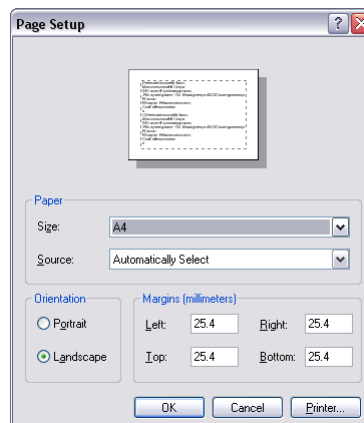 Page Setup
Paper
Size: A4
Source: Automatically Select
Orientation
Portrait
Landscape
Margins (millimeters)
Left: 25.4 Right: 25.4
Top: 25.4 Bottom: 25.4
OK Cancel Printer...